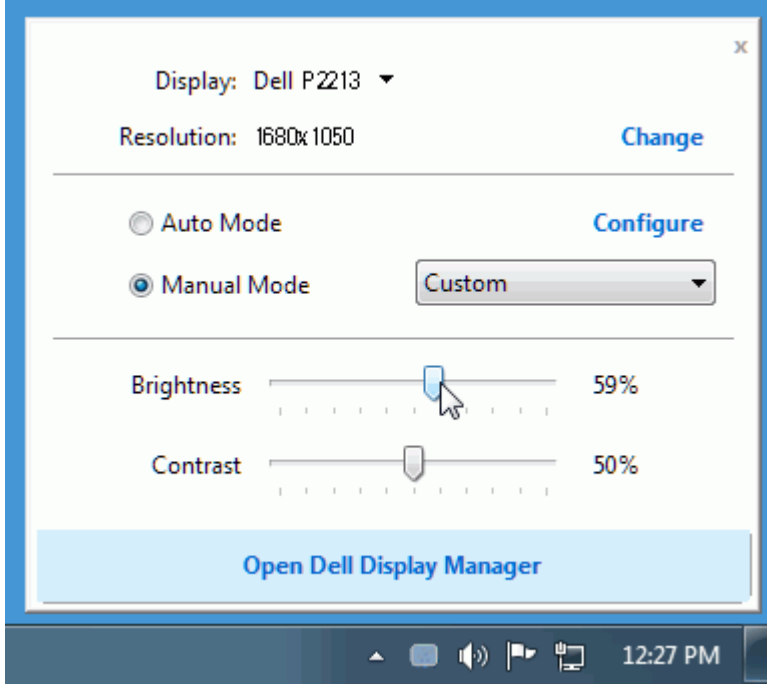 x
Display: Dell P2213
Resolution: 1680x1050 Change
Auto Mode Configure
Manual Mode Custom
Brightness 59%
Contrast 50%
Open Dell Display Manager
12:27 PM